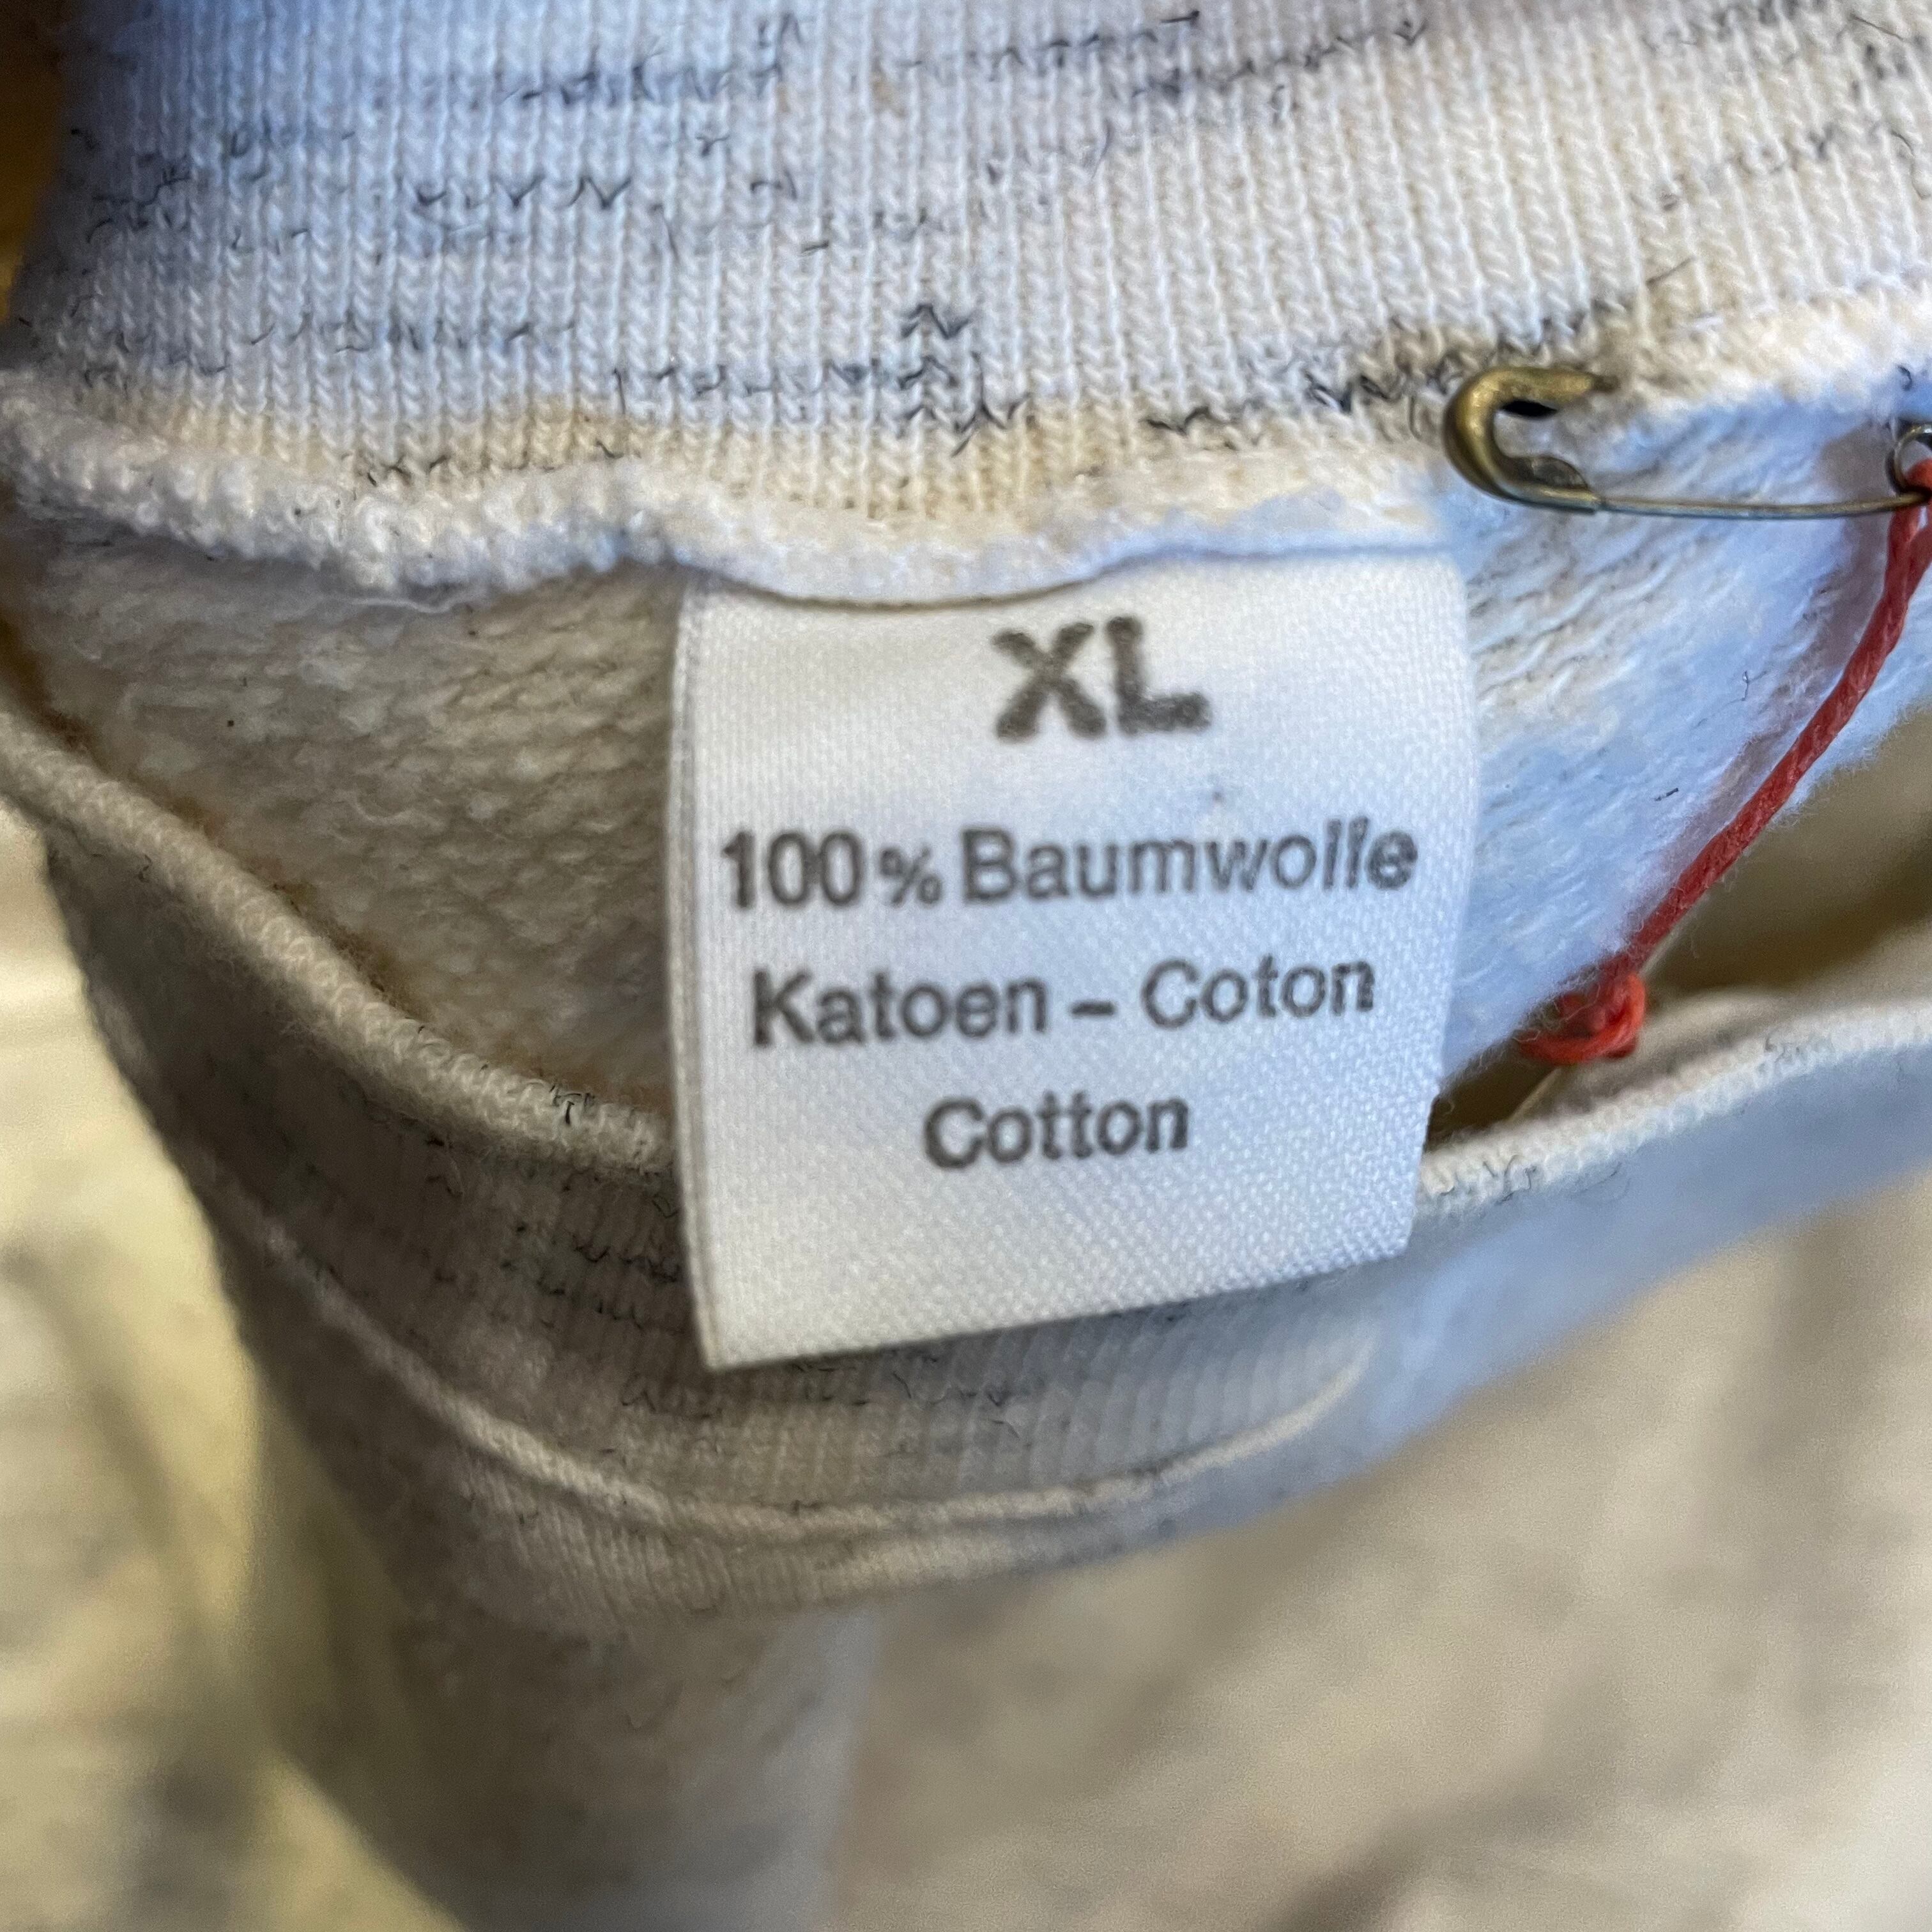 XL
100% Baumwolle
Katoen – Coton
Cotton